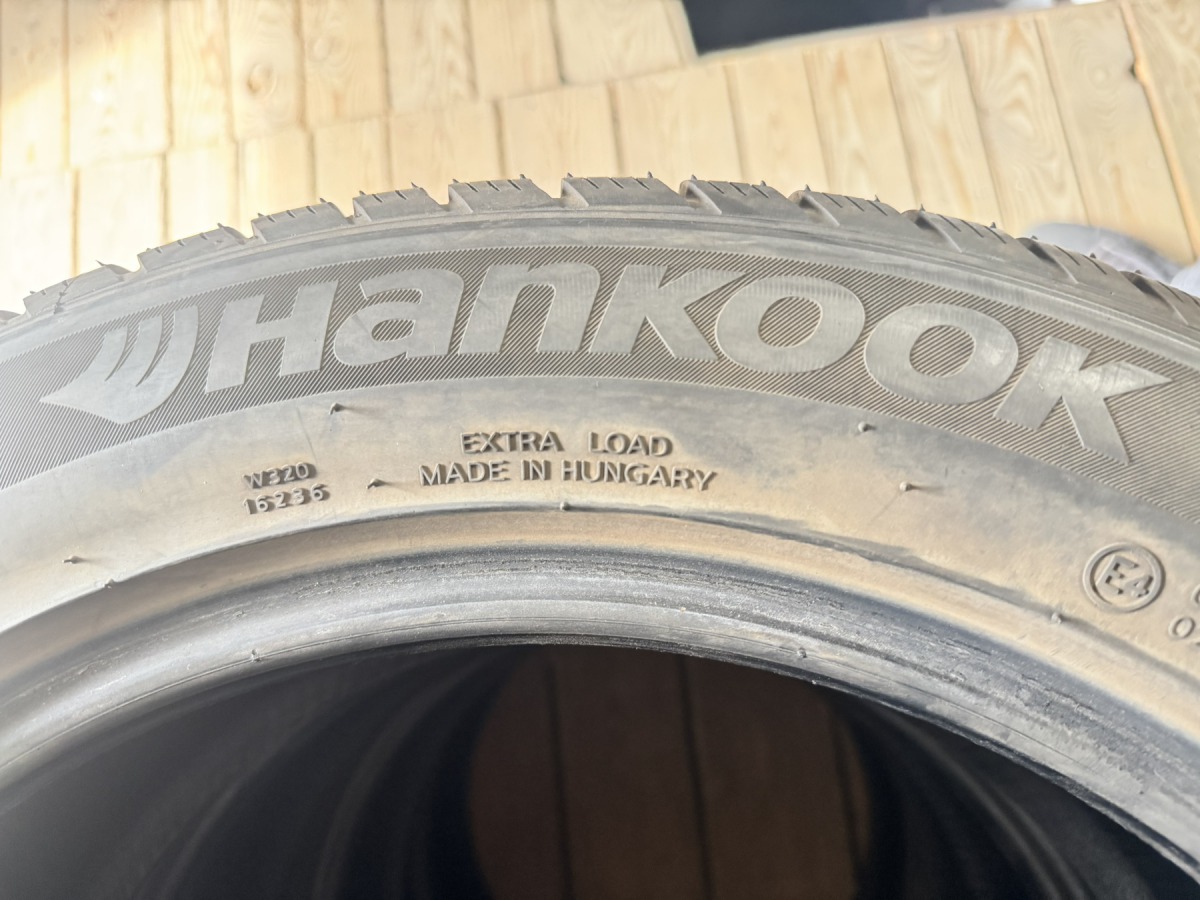 Hankook
EXTRA LOAD
MADE IN HUNGARY
W320
16236
E4